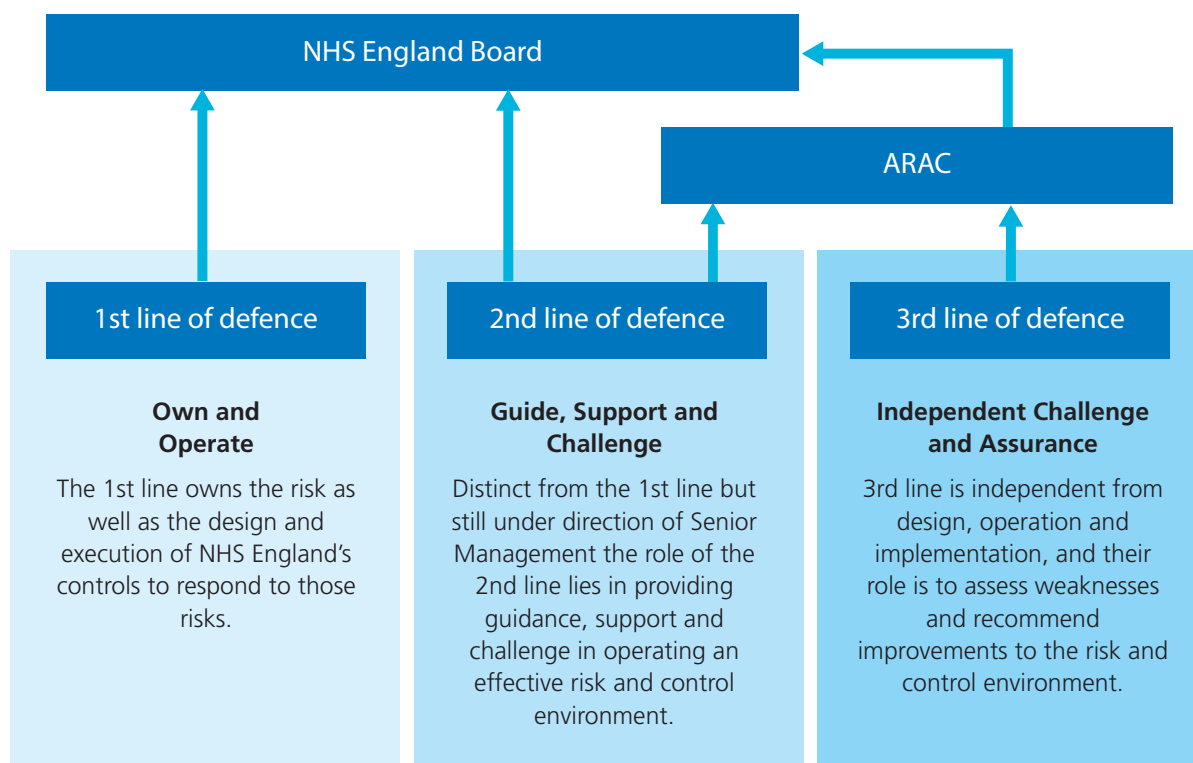 NHS England Board
ARAC
1st line of defence
Own and
Operate
The 1st line owns the risk as
well as the design and
execution of NHS England’s
controls to respond to those
risks.
2nd line of defence
Guide, Support and
Challenge
Distinct from the 1st line but
still under direction of Senior
Management the role of the
2nd line lies in providing
guidance, support and
challenge in operating an
effective risk and control
environment.
3rd line of defence
Independent Challenge
and Assurance
3rd line is independent from
design, operation and
implementation, and their
role is to assess weaknesses
and recommend
improvements to the risk and
control environment.